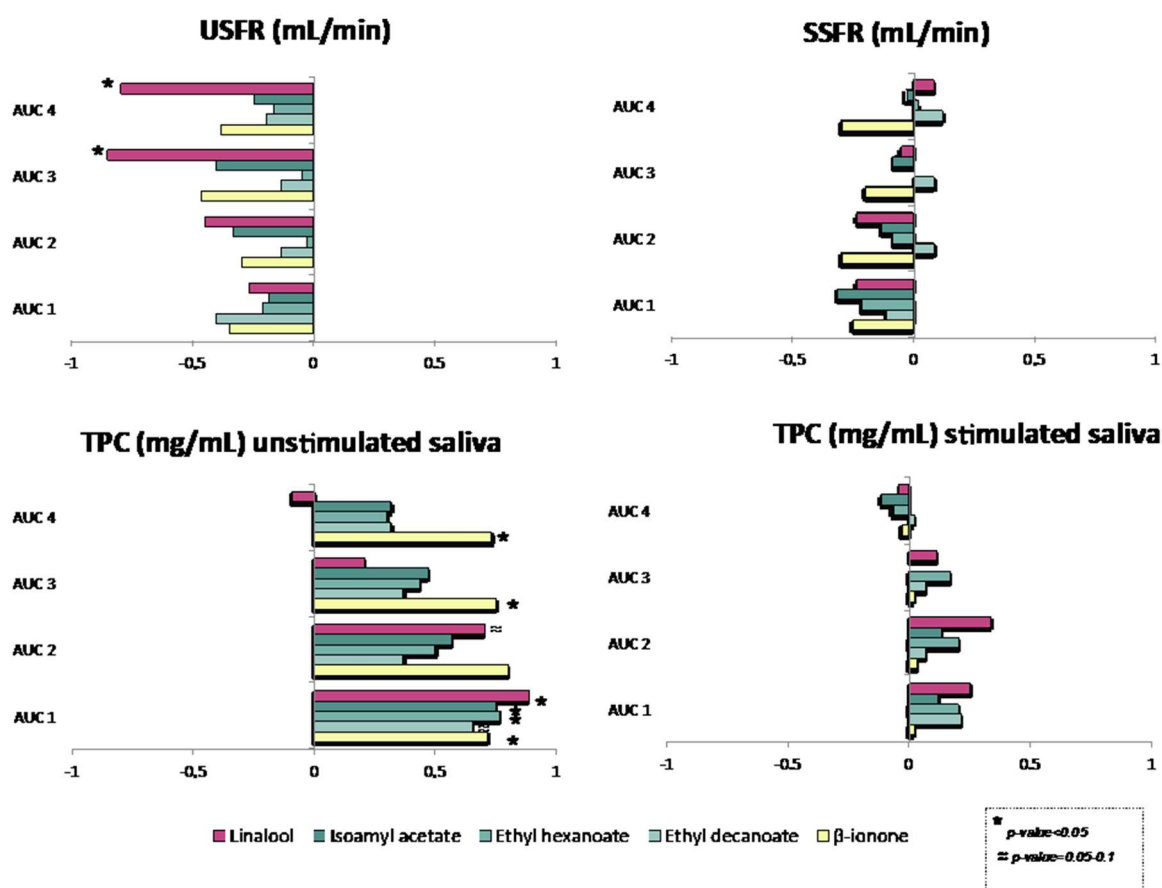 USFR (mL/min)
*
AUC 4
*
AUC 3
AUC 2
AUC 1
-1 -0.5 0 0.5 1
SSFR (mL/min)
AUC 4
AUC 3
AUC 2
AUC 1
-1 -0.5 0 0.5 1
TPC (mg/mL) unstimulated saliva
AUC 4
*
AUC 3
*
AUC 2
≈
AUC 1
*
*
*
≈
*
-1 -0.5 0 0.5 1
TPC (mg/mL) stimulated saliva
AUC 4
AUC 3
AUC 2
AUC 1
-1 -0.5 0 0.5 1
Linalool Isoamyl acetate Ethyl hexanoate Ethyl decanoate β-ionone
* p-value<0.05
≈ p-value=0.05-0.1